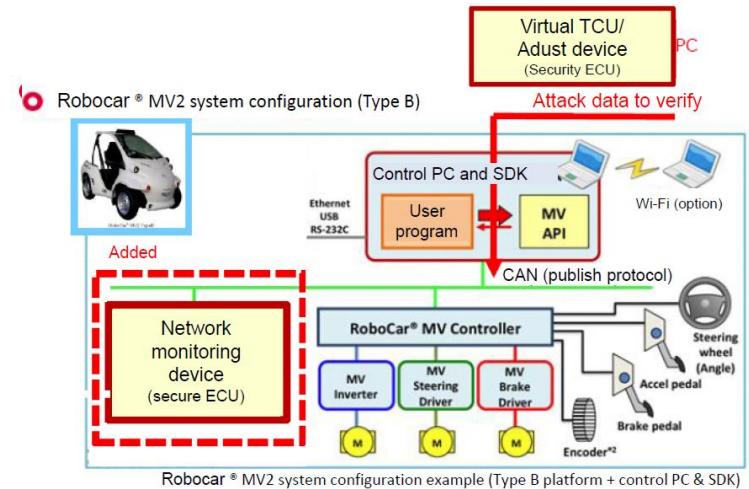 Virtual TCU/
Adust device
(Security ECU)
PC
Robocar ® MV2 system configuration (Type B)
Attack data to verify
Control PC and SDK
Wi-Fi (option)
Ethernet
USB
RS-232C
User
program
MV
API
Added
CAN (publish protocol)
Network
monitoring
device
(secure ECU)
RoboCar® MV Controller
Steering
wheel
(Angle)
MV
Inverter
MV
Steering
Driver
MV
Brake
Driver
Accel pedal
Brake pedal
M
M
M
Encoder*2
Robocar ® MV2 system configuration example (Type B platform + control PC & SDK)